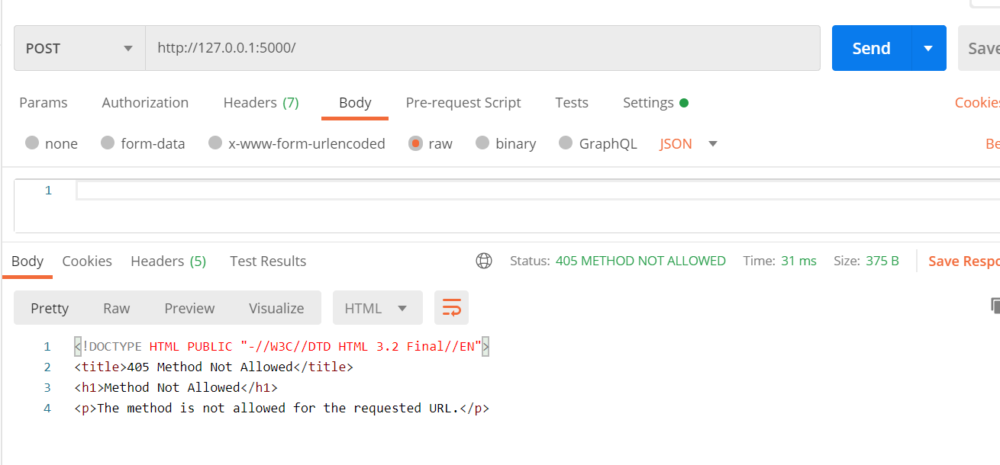 POST http://127.0.0.1:5000/ Send Save
Params Authorization Headers (7) Body Pre-request Script Tests Settings Cookies
none form-data x-www-form-urlencoded raw binary GraphQL JSON Be
1
Body Cookies Headers (5) Test Results Status: 405 METHOD NOT ALLOWED Time: 31 ms Size: 375 B Save Respo
Pretty Raw Preview Visualize HTML
1 <!DOCTYPE HTML PUBLIC "-//W3C//DTD HTML 3.2 Final//EN">
2 <title>405 Method Not Allowed</title>
3 <h1>Method Not Allowed</h1>
4 <p>The method is not allowed for the requested URL.</p>